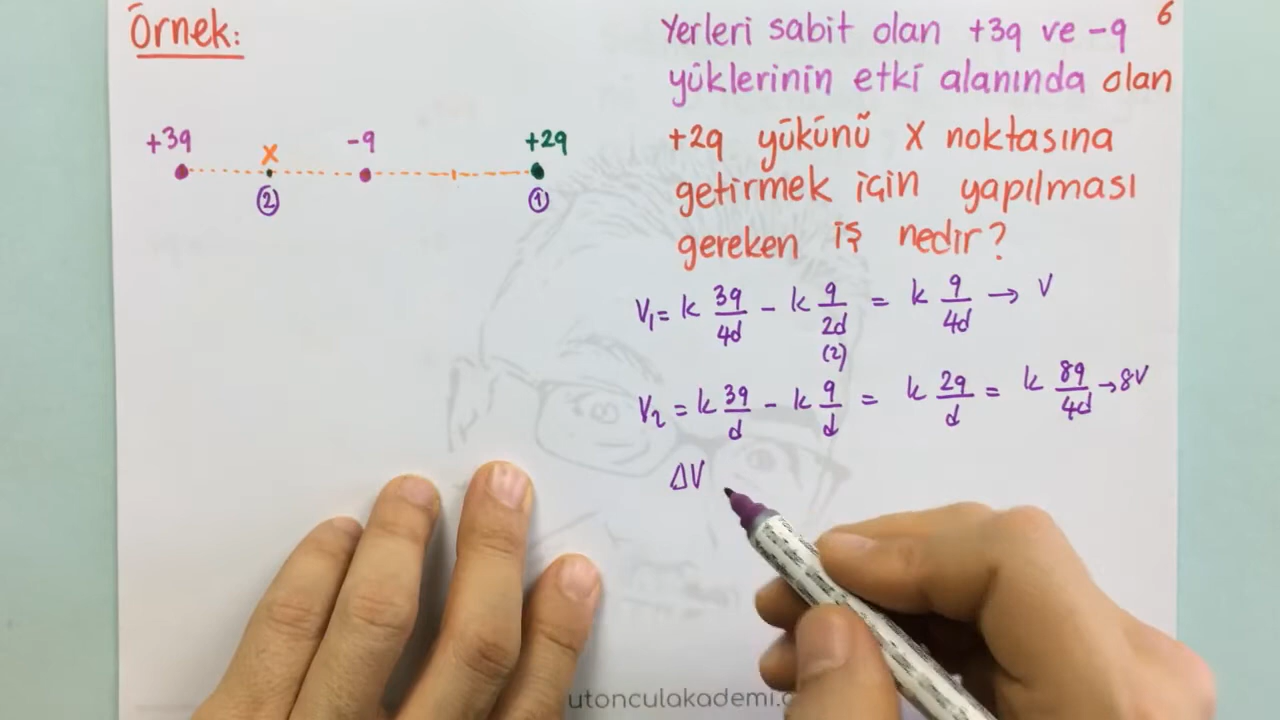 Örnek:
6
Yerleri sabit olan +3q ve -q
yüklerinin etki alanında olan
+2q yükünü X noktasına
getirmek için yapılması
gereken iş nedir?
+3q X -q +2q
② ①
V₁ = k 3q/4d - k q/2d = k q/4d → V
(2)
V₂ = k 3q/d - k q/d = k 2q/d = k 8q/4d → 8V
ΔV
utonculakademi.c